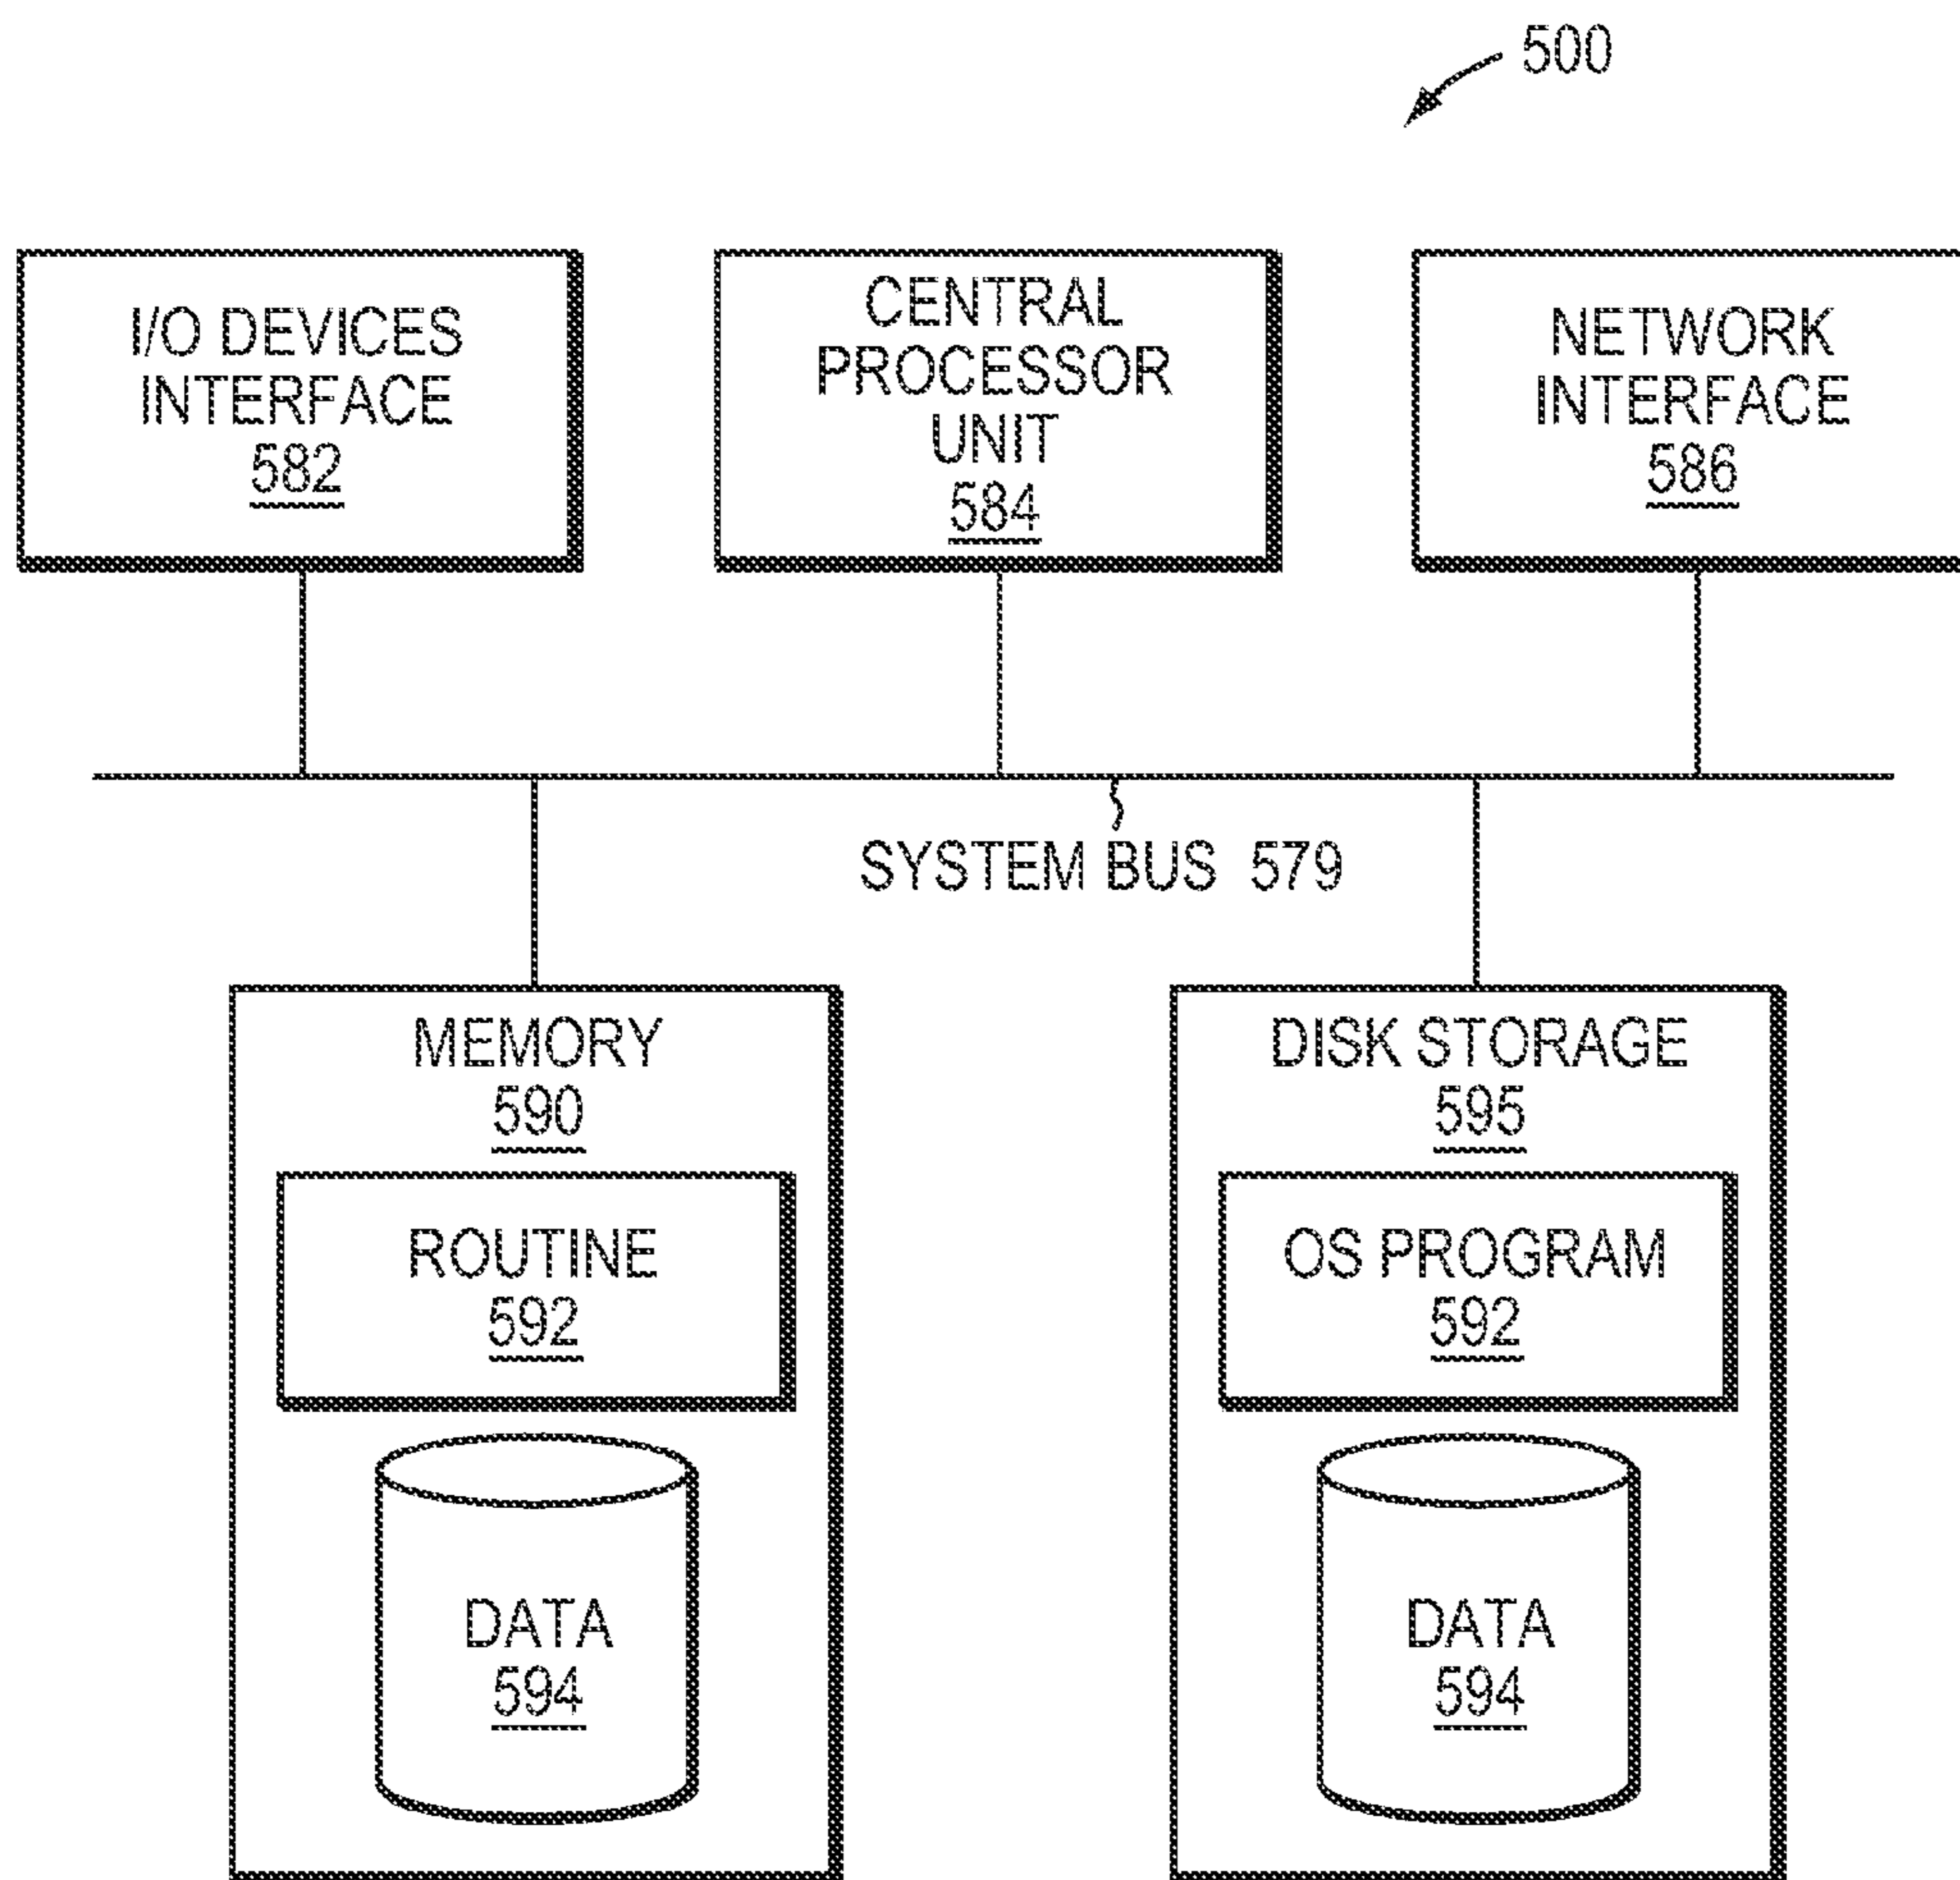 500
I/O DEVICES
INTERFACE
582
CENTRAL
PROCESSOR
UNIT
584
NETWORK
INTERFACE
586
SYSTEM BUS 579
MEMORY
590
ROUTINE
592
DATA
594
DISK STORAGE
595
OS PROGRAM
592
DATA
594